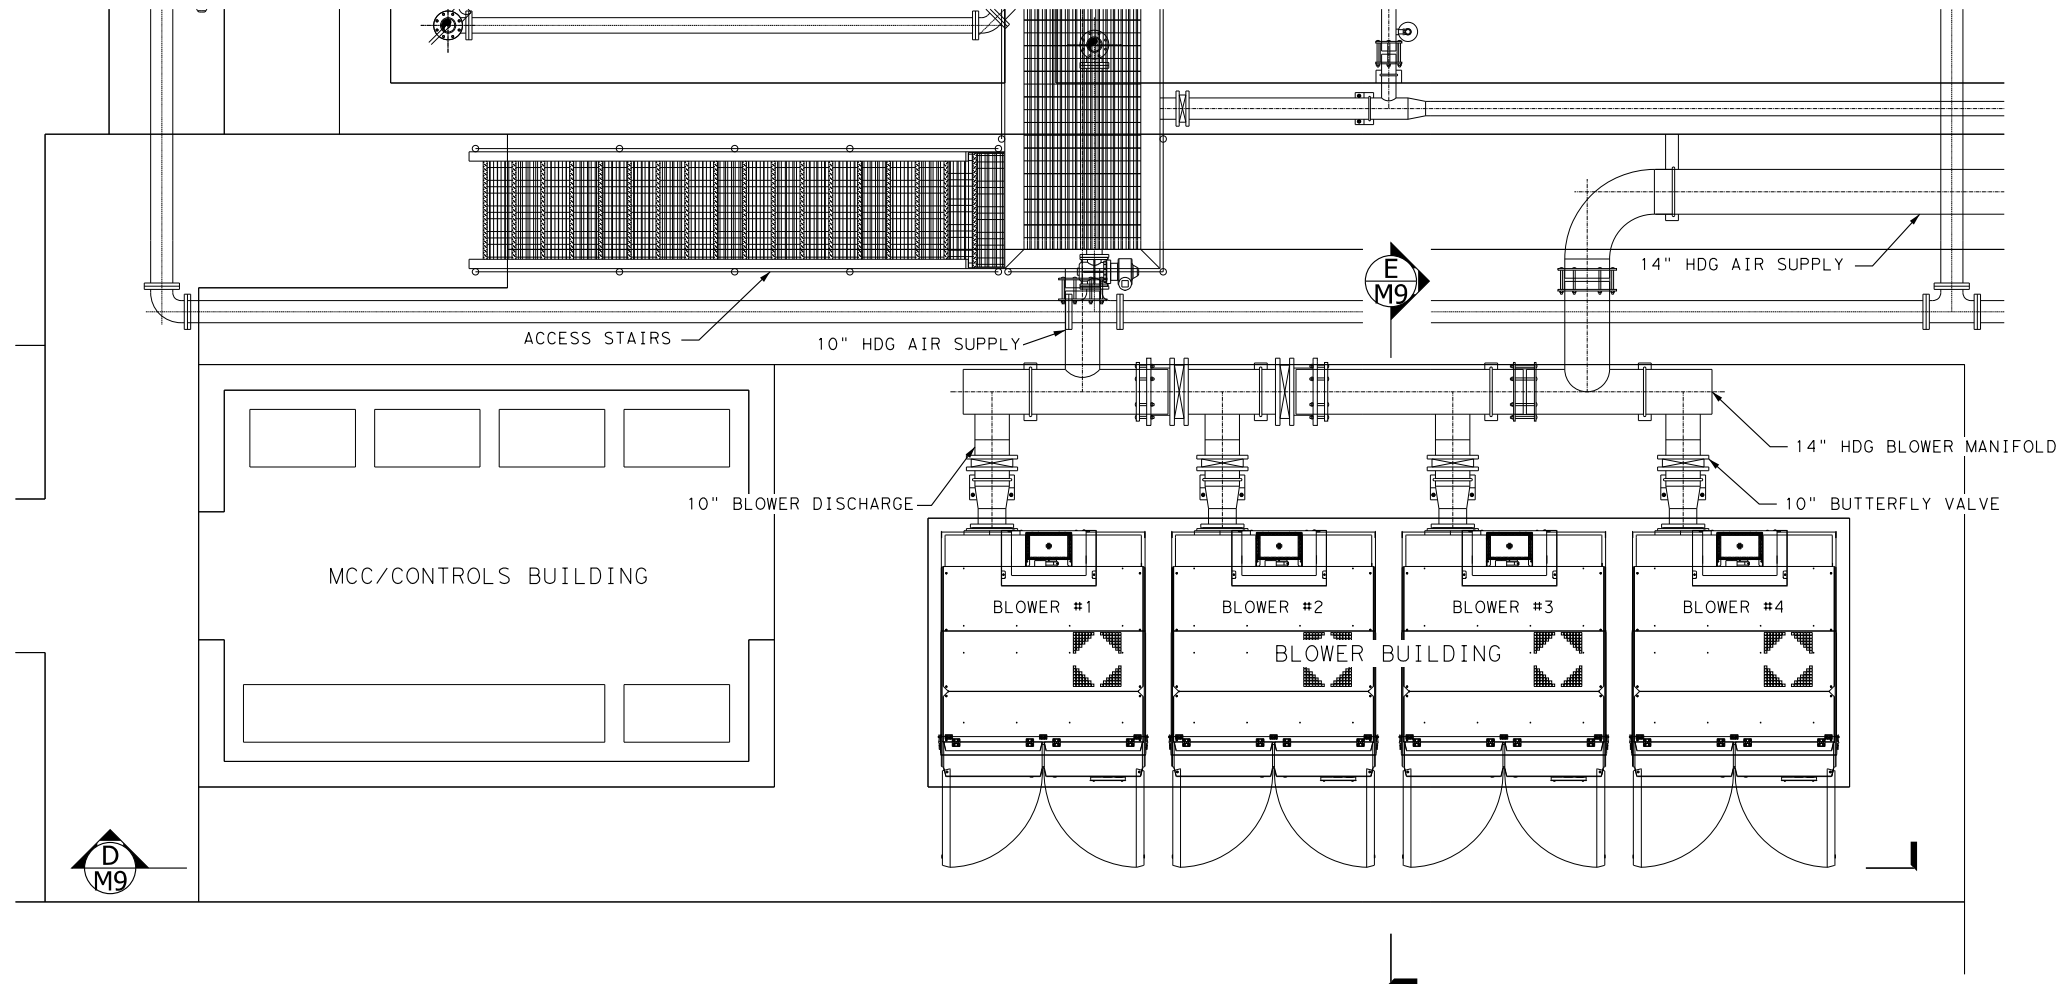 E
M9
14" HDG AIR SUPPLY
ACCESS STAIRS
10" HDG AIR SUPPLY
14" HDG BLOWER MANIFOLD
10" BLOWER DISCHARGE
10" BUTTERFLY VALVE
MCC/CONTROLS BUILDING
BLOWER #1
BLOWER #2
BLOWER #3
BLOWER #4
BLOWER BUILDING
D
M9